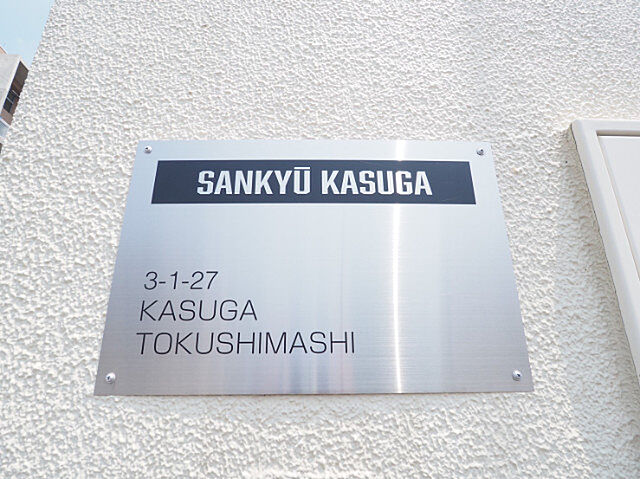 SANKYŪ KASUGA
3-1-27
KASUGA
TOKUSHIMASHI